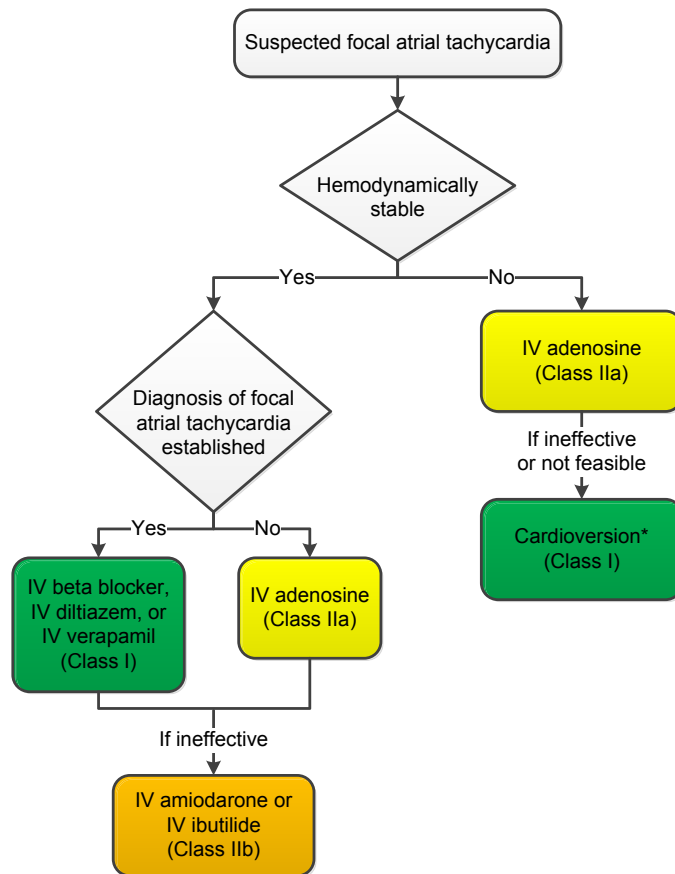 Suspected focal atrial tachycardia
Hemodynamically
stable
Yes
No
Diagnosis of focal
atrial tachycardia
established
IV adenosine
(Class IIa)
If ineffective
or not feasible
Cardioversion*
(Class I)
Yes
No
IV beta blocker,
IV diltiazem, or
IV verapamil
(Class I)
IV adenosine
(Class IIa)
If ineffective
IV amiodarone or
IV ibutilide
(Class IIb)